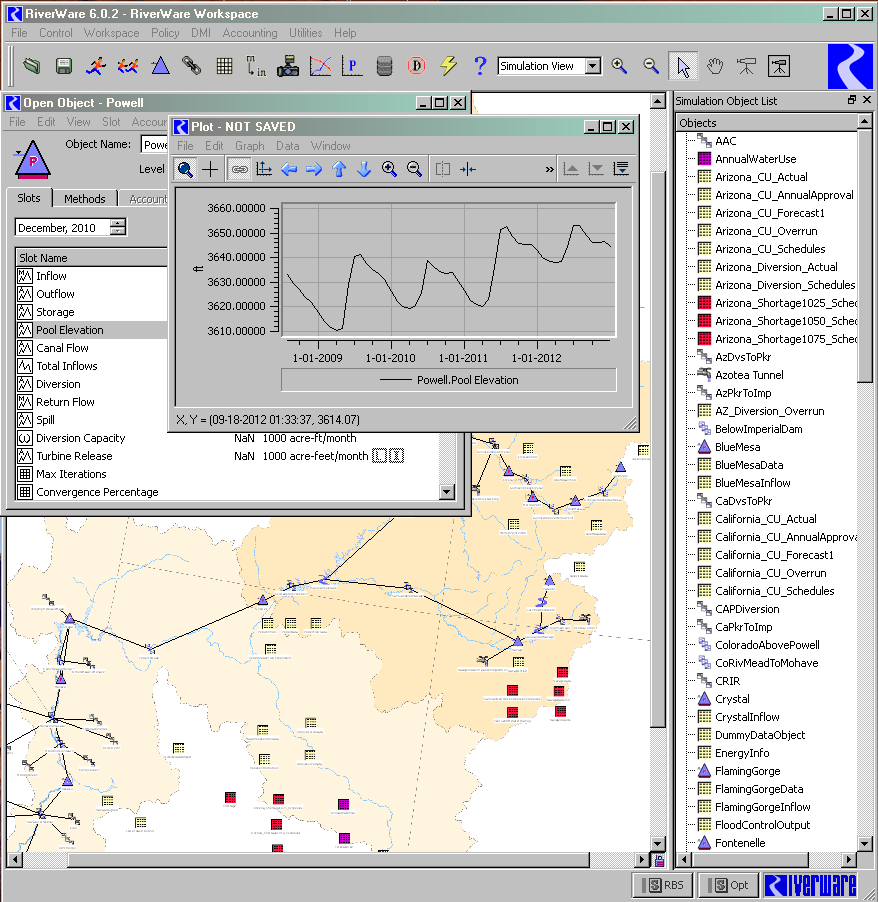 RiverWare 6.0.2 - RiverWare Workspace
File Control Workspace Policy DMI Accounting Utilities Help
in P D ? Simulation View
Open Object - Powell
File Edit View Slot Accou
Object Name: Powe
P
Level
Slots Methods Account
December, 2010
Slot Name
Inflow
Outflow
Storage
Pool Elevation
Canal Flow
Total Inflows
Diversion
Return Flow
Spill
Diversion Capacity NaN 1000 acre-ft/month
Turbine Release NaN 1000 acre-feet/month
Max Iterations
Convergence Percentage
Plot - NOT SAVED
File Edit Graph Data Window
»
3660.00000
3650.00000
3640.00000
3630.00000
3620.00000
3610.00000
ft
1-01-2009 1-01-2010 1-01-2011 1-01-2012
Powell.Pool Elevation
X, Y = (09-18-2012 01:33:37, 3614.07)
Simulation Object List
Objects
AAC
AnnualWaterUse
Arizona_CU_Actual
Arizona_CU_AnnualApproval
Arizona_CU_Forecast1
Arizona_CU_Overrun
Arizona_CU_Schedules
Arizona_Diversion_Actual
Arizona_Diversion_Schedules
Arizona_Shortage1025_Sched
Arizona_Shortage1050_Sched
Arizona_Shortage1075_Sched
AzDvsToPkr
Azotea Tunnel
AzPkrToImp
AZ_Diversion_Overrun
BelowImperialDam
BlueMesa
BlueMesaData
BlueMesaInflow
CaDvsToPkr
California_CU_Actual
California_CU_AnnualApprova
California_CU_Forecast1
California_CU_Overrun
California_CU_Schedules
CAPDiversion
CaPkrToImp
ColoradoAbovePowell
CoRivMeadToMohave
CRIR
Crystal
CrystalInflow
DummyDataObject
EnergyInfo
FlamingGorge
FlamingGorgeData
FlamingGorgeInflow
FloodControlOutput
Fontenelle
RBS Opt Riverware